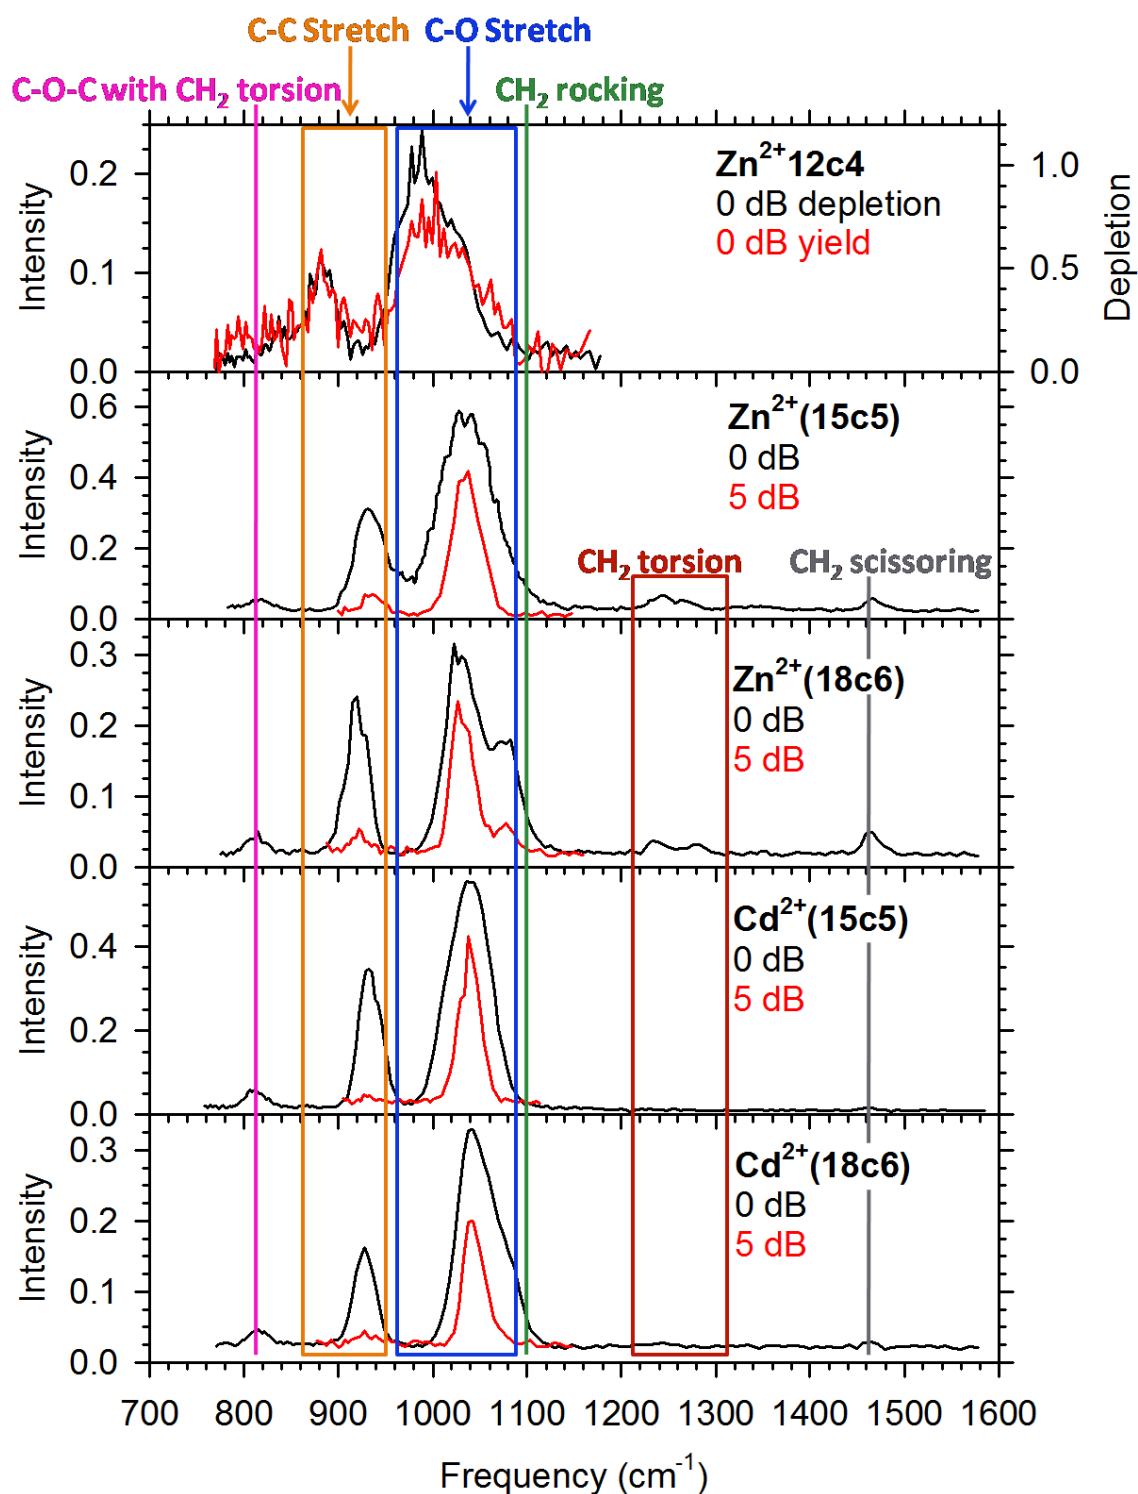 C-C Stretch C-O Stretch
C-O-C with CH₂ torsion CH₂ rocking
Zn²⁺12c4
0 dB depletion
0 dB yield
Intensity
0.2
0.1
0.0
Depletion
1.0
0.5
0.0
Zn²⁺(15c5)
0 dB
5 dB
Intensity
0.6
0.4
0.2
0.0
CH₂ torsion CH₂ scissoring
Zn²⁺(18c6)
0 dB
5 dB
Intensity
0.3
0.2
0.1
0.0
Cd²⁺(15c5)
0 dB
5 dB
Intensity
0.4
0.2
0.0
Cd²⁺(18c6)
0 dB
5 dB
Intensity
0.3
0.2
0.1
0.0
700 800 900 1000 1100 1200 1300 1400 1500 1600
Frequency (cm⁻¹)